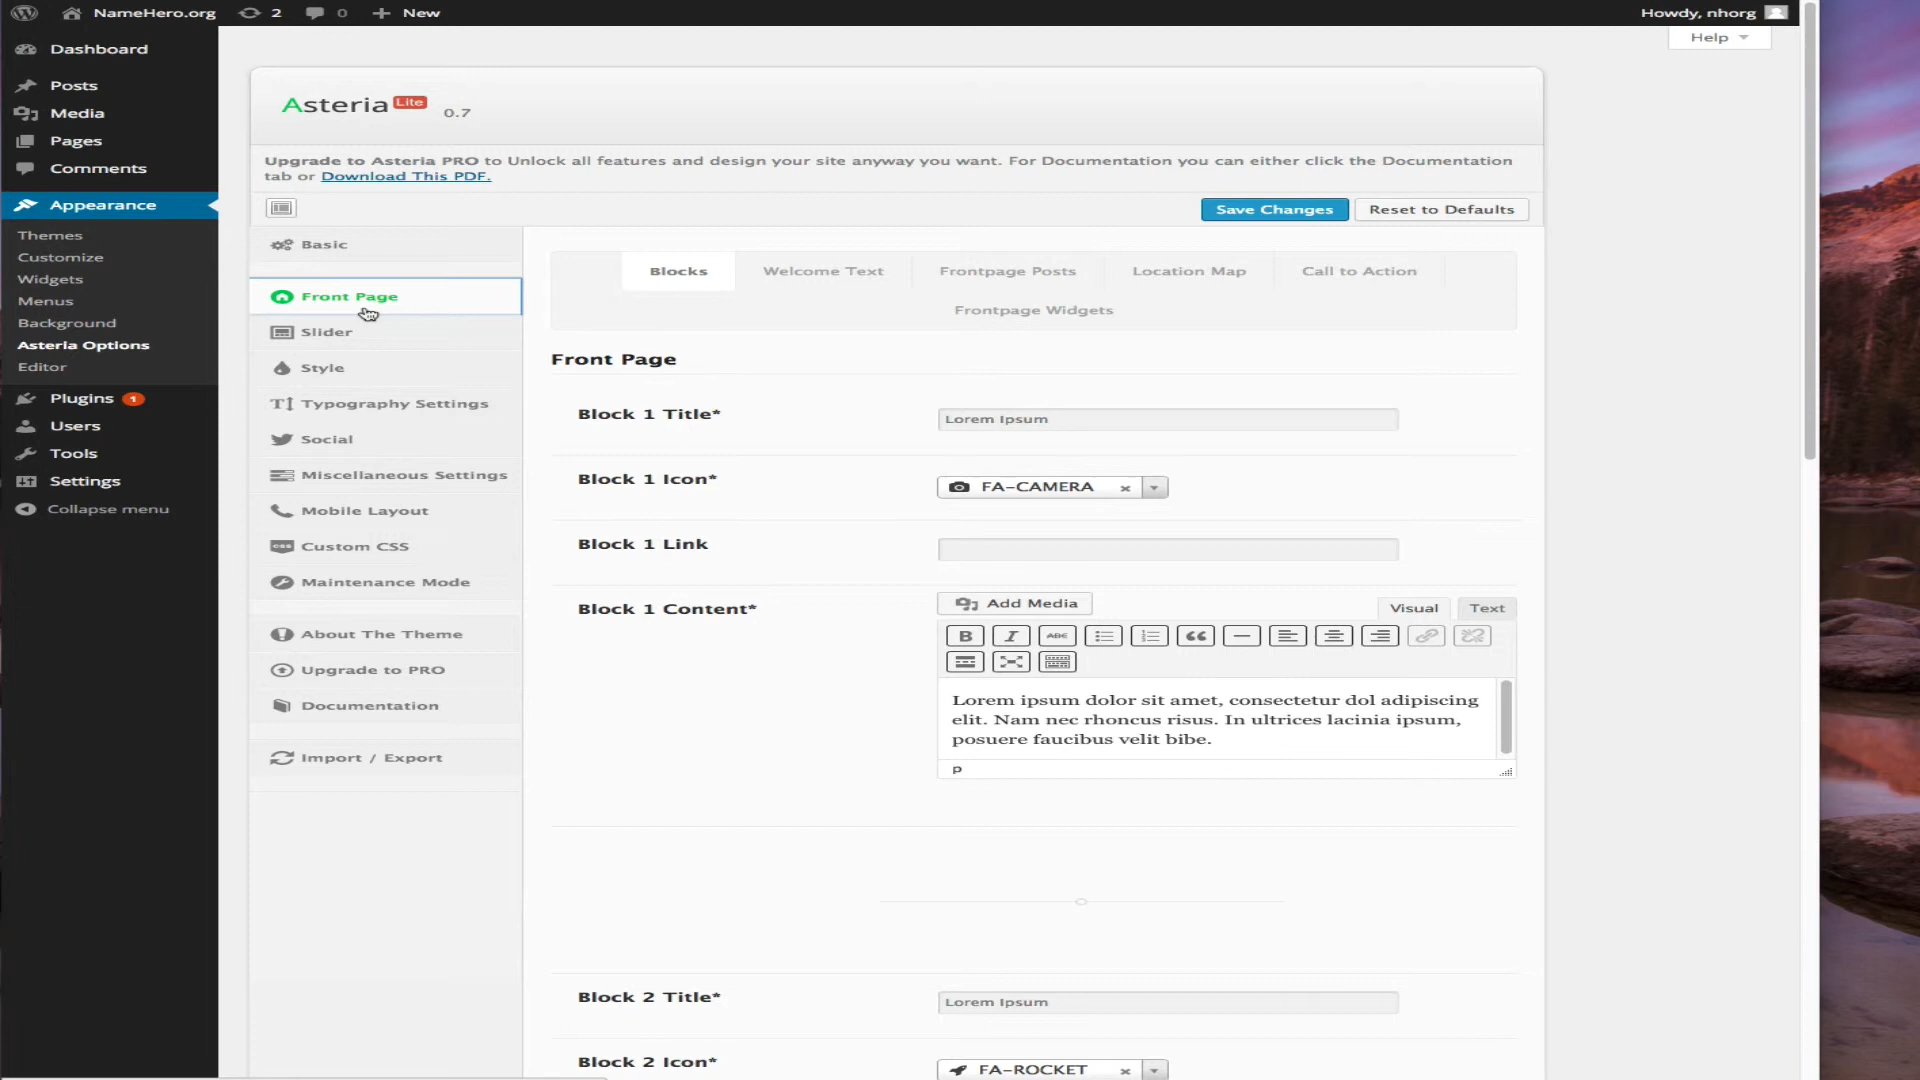 NameHero.org 2 0 New Howdy, nhorg
Help
Dashboard
Posts
Media
Pages
Comments
Appearance
Themes
Customize
Widgets
Menus
Background
Asteria Options
Editor
Plugins 1
Users
Tools
Settings
Collapse menu
Asteria Lite 0.7
Upgrade to Asteria PRO to Unlock all features and design your site anyway you want. For Documentation you can either click the Documentation
tab or Download This PDF.
Save Changes Reset to Defaults
Basic
Front Page
Slider
Style
Typography Settings
Social
Miscellaneous Settings
Mobile Layout
Custom CSS
Maintenance Mode
About The Theme
Upgrade to PRO
Documentation
Import / Export
Blocks Welcome Text Frontpage Posts Location Map Call to Action
Frontpage Widgets
Front Page
Block 1 Title* Lorem Ipsum
Block 1 Icon* FA-CAMERA x
Block 1 Link
Block 1 Content* Add Media Visual Text
B I ABC
Lorem ipsum dolor sit amet, consectetur dol adipiscing
elit. Nam nec rhoncus risus. In ultrices lacinia ipsum,
posuere faucibus velit bibe.
P
Block 2 Title* Lorem Ipsum
Block 2 Icon* FA-ROCKET x